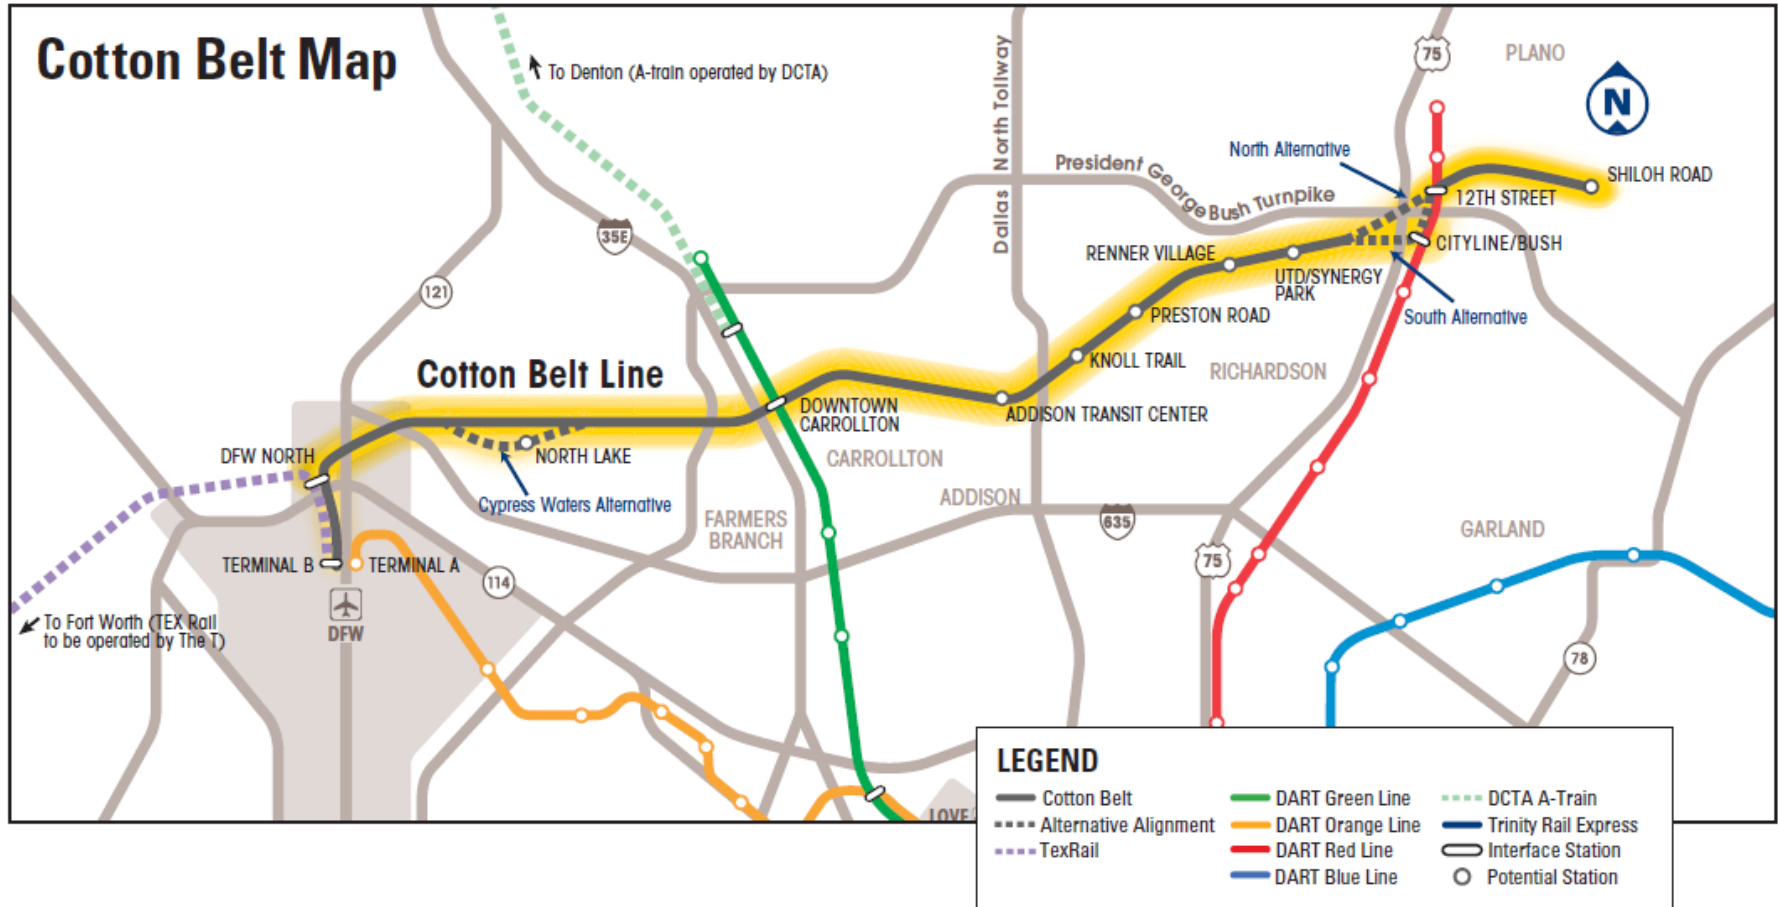 Cotton Belt Map
To Denton (A-train operated by DCTA)
Dallas North Tollway
75
PLANO
N
President George Bush Turnpike
North Alternative
SHILOH ROAD
12TH STREET
35E
RENNER VILLAGE
CITYLINE/BUSH
UTD/SYNERGY
PARK
121
PRESTON ROAD
South Alternative
KNOLL TRAIL
RICHARDSON
Cotton Belt Line
DOWNTOWN
CARROLLTON
ADDISON TRANSIT CENTER
DFW NORTH
NORTH LAKE
CARROLLTON
Cypress Waters Alternative
ADDISON
FARMERS
BRANCH
635
GARLAND
TERMINAL B
TERMINAL A
114
75
To Fort Worth (TEX Rail
to be operated by The T)
DFW
78
LOVE
LEGEND
Cotton Belt
Alternative Alignment
TexRail
DART Green Line
DART Orange Line
DART Red Line
DART Blue Line
DCTA A-Train
Trinity Rail Express
Interface Station
Potential Station